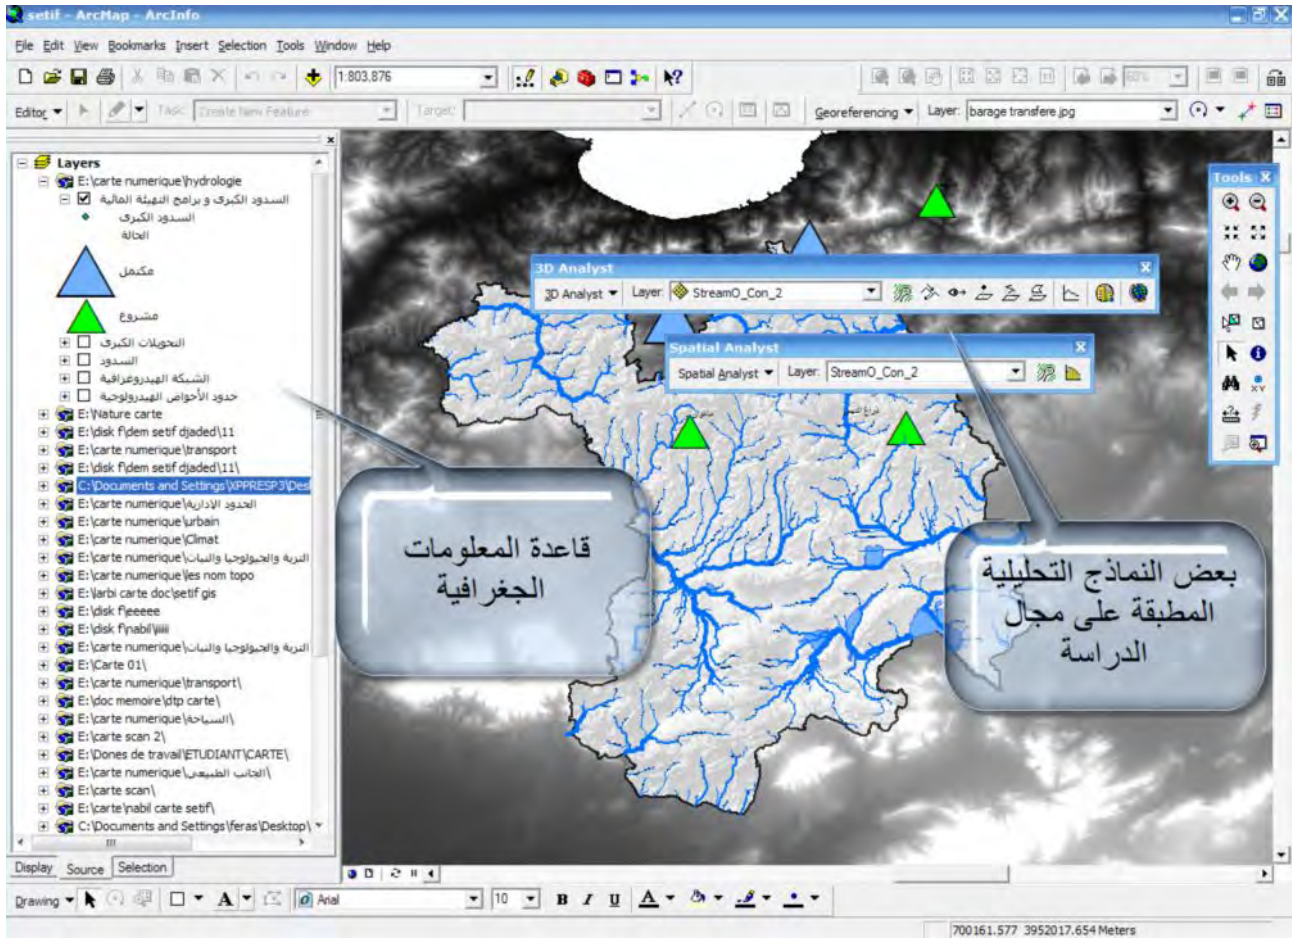 setif - ArcMap - ArcInfo
File Edit View Bookmarks Insert Selection Tools Window Help
1:803,876
85%
Editor
Task: Create New Feature
Target:
Georeferencing
Layer: barage transfere.jpg
Layers
E:\carte numerique\hydrologie
السدود الكبرى و برامج التهيئة المالية
السدود الكبرى
الحالة
مكتمل
مشروع
التحويلات الكبرى
السدود
الشبكة الهيدروغرافية
حدود الأحواض الهيدرولوجية
E:\Nature carte
E:\disk f\dem setif djaded\11
E:\carte numerique\transport
E:\disk f\dem setif djaded\11\
C:\Documents and Settings\XPPRESP3\Desl
E:\carte numerique\الحدود الادارية
E:\carte numerique\urbain
E:\carte numerique\Climat
E:\carte numerique\التربة والجيولوجيا والنبات
E:\carte numerique\les nom topo
E:\larbi carte doc\setif gis
E:\disk f\eeeee
E:\disk f\nabil\jiiii
E:\carte numerique\التربة والجيولوجيا والنبات
E:\Carte 01\
E:\carte numerique\transport\
E:\doc memoire\dtp carte\
E:\carte numerique\السياحة\
E:\carte scan 2\
E:\Dones de travail\ETUDIANT\CARTE\
E:\carte numerique\الجانب الطبيعي\
E:\carte scan\
E:\carte\nabil carte setif\
C:\Documents and Settings\feras\Desktop\
Display Source Selection
3D Analyst
3D Analyst Layer: StreamO_Con_2
Spatial Analyst
Spatial Analyst Layer: StreamO_Con_2
Tools
قاعدة المعلومات
الجغرافية
بعض النماذج التحليلية
المطبقة على مجال
الدراسة
Drawing
A
Arial
10
B I U A
700161.577 3952017.654 Meters